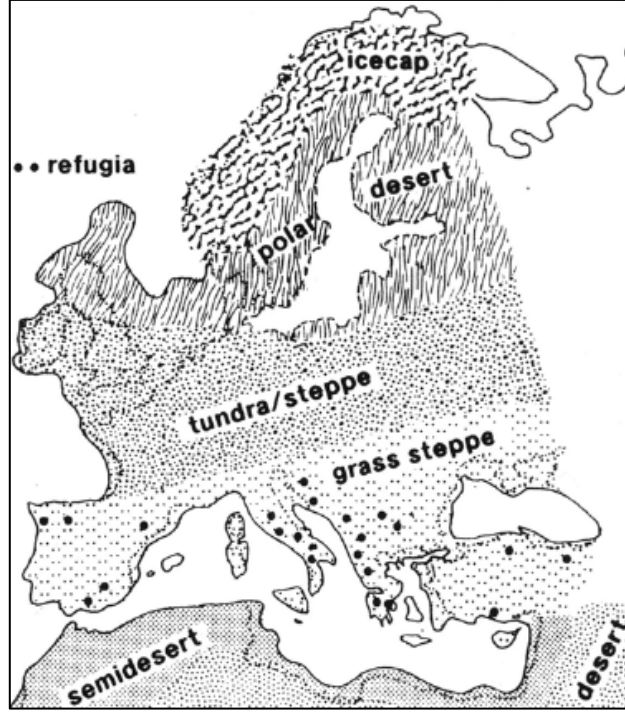 icecap
refugia
desert
polar
tundra/steppe
grass steppe
semidesert
desert